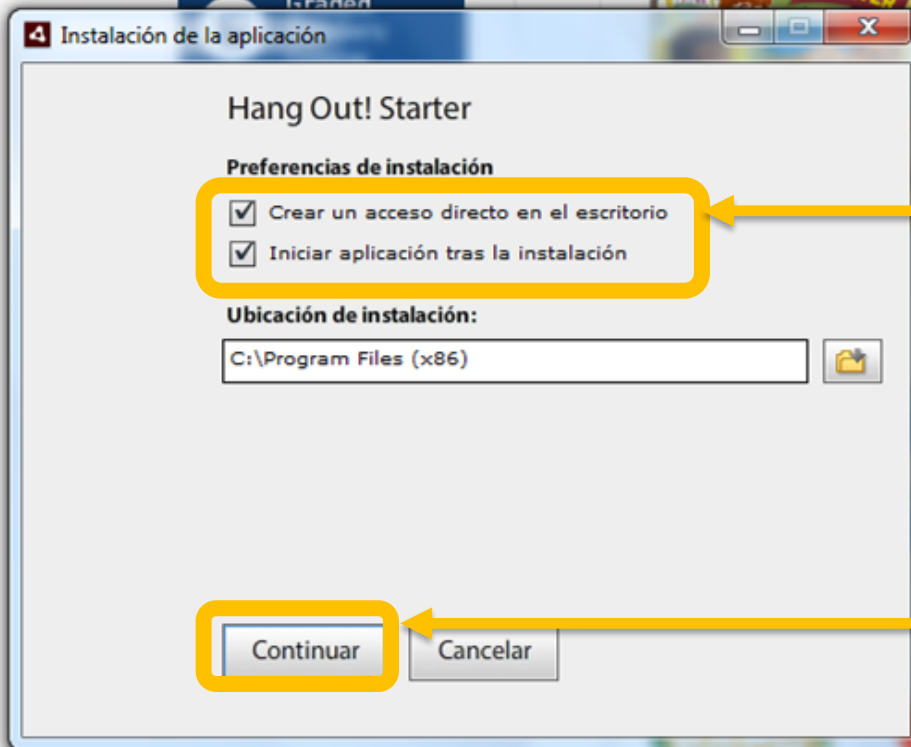 Graded
Instalación de la aplicación
Hang Out! Starter
Preferencias de instalación
Crear un acceso directo en el escritorio
Iniciar aplicación tras la instalación
Ubicación de instalación:
C:\Program Files (x86)
Continuar
Cancelar